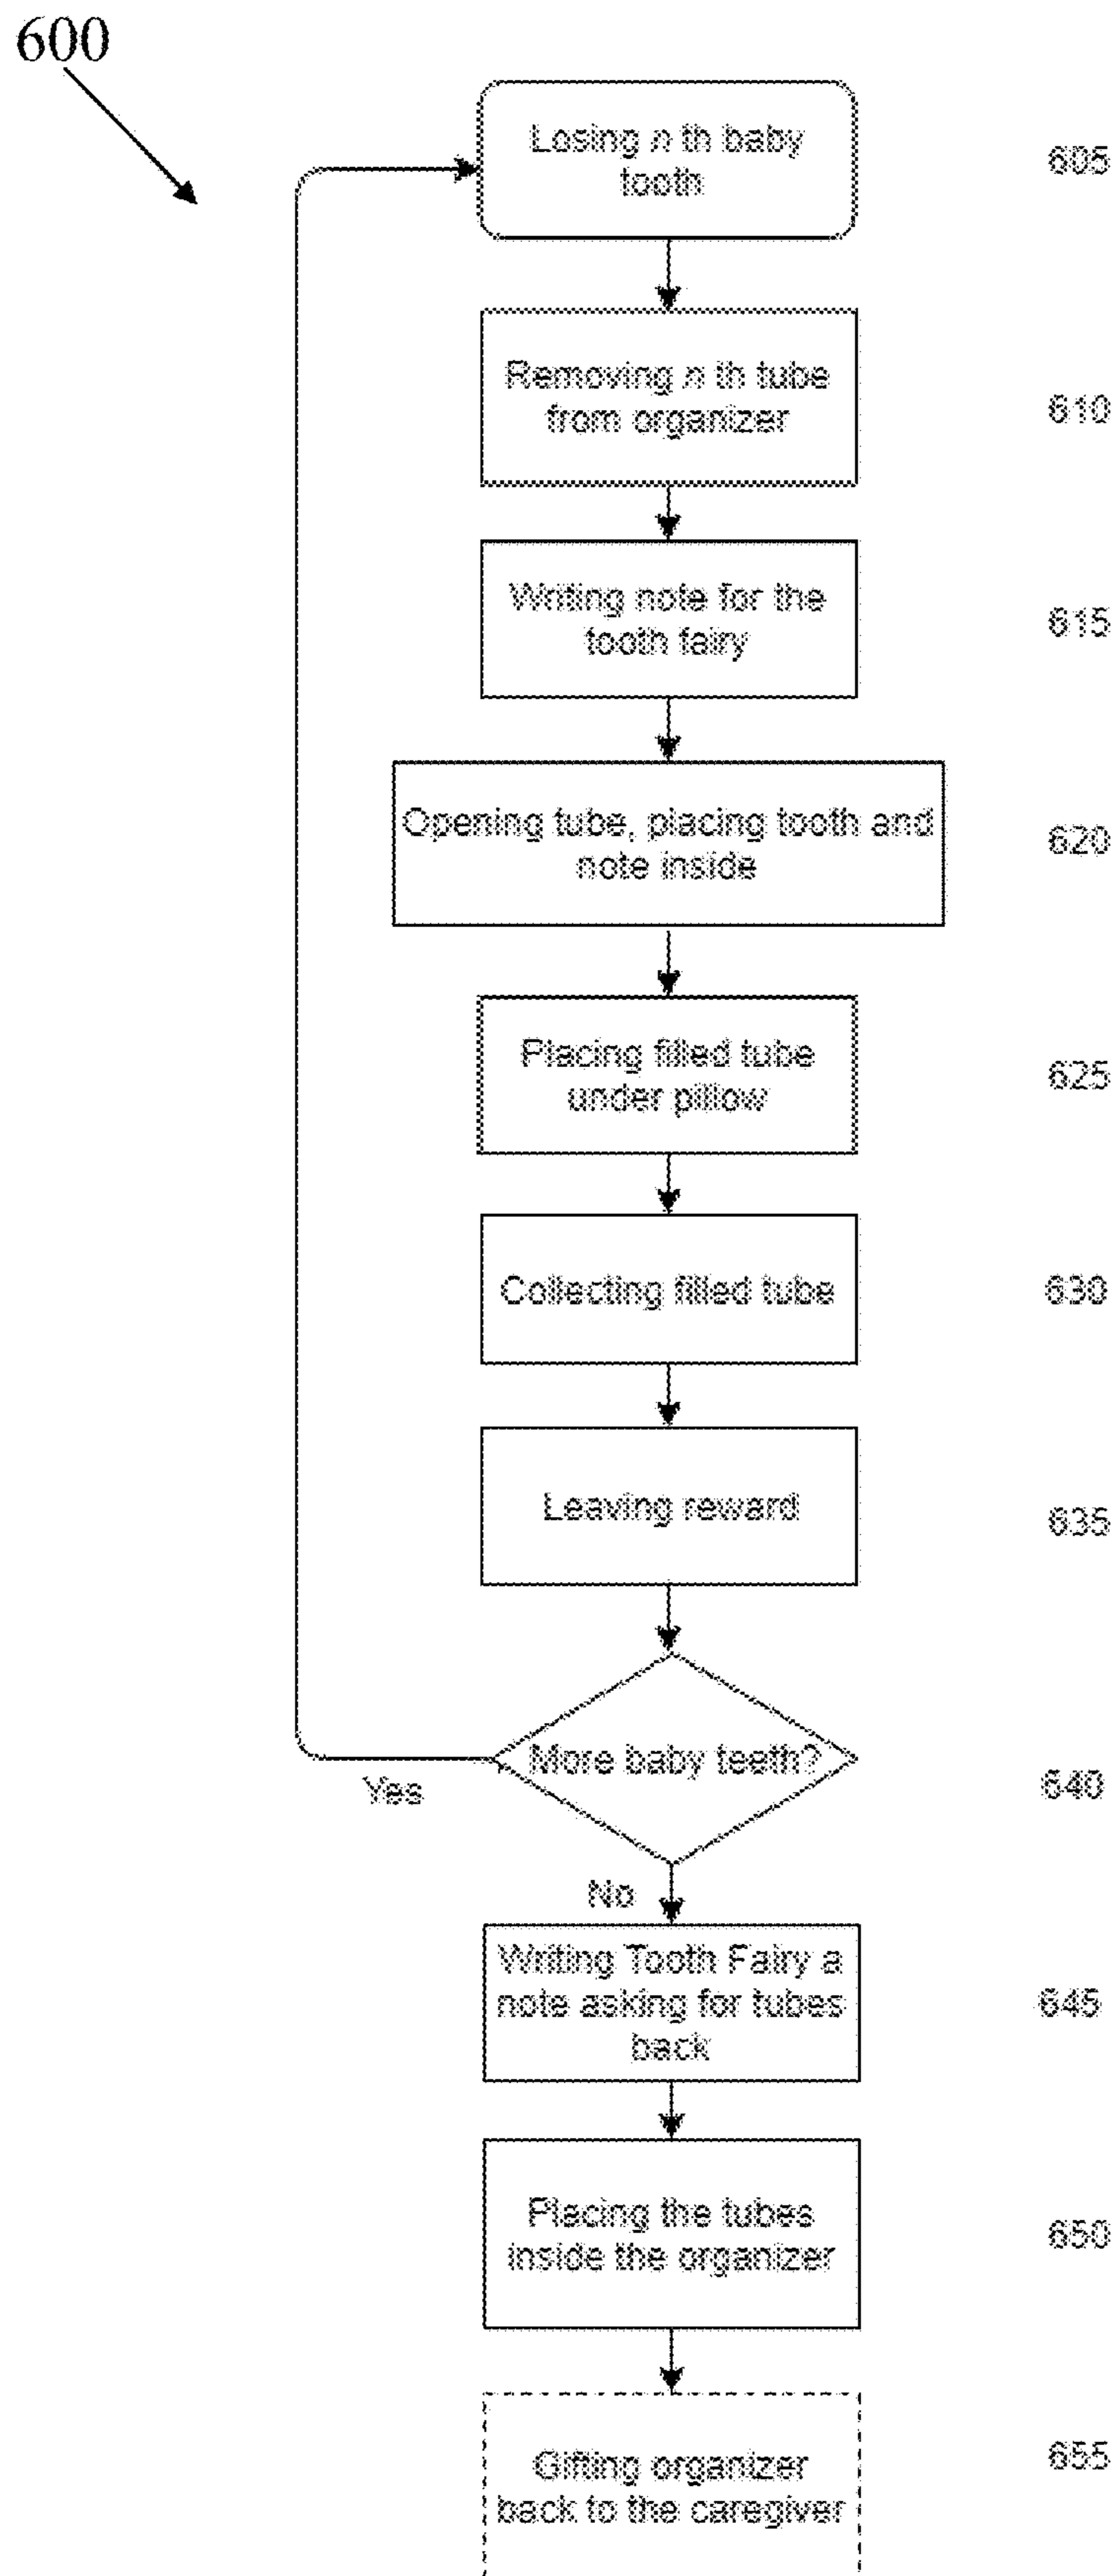 600
Losing n th baby
tooth
605
Removing n th tube
from organizer
610
Writing note for the
tooth fairy
615
Opening tube, placing tooth and
note inside
620
Placing filled tube
under pillow
625
Collecting filled tube
630
Leaving reward
635
More baby teeth?
640
Yes
No
Writing Tooth Fairy a
note asking for tubes
back
645
Placing the tubes
inside the organizer
650
Gifting organizer
back to the caregiver
655